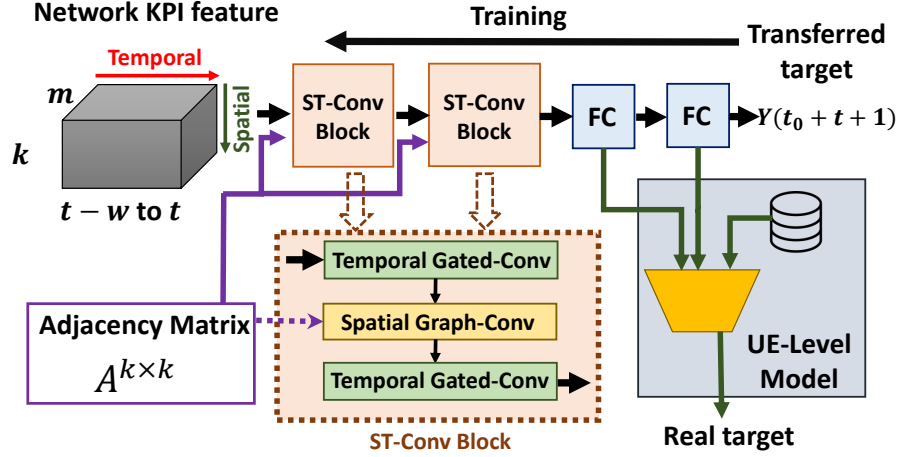 Network KPI feature
Training
Temporal
Transferred
target
m
Spatial
ST-Conv
Block
ST-Conv
Block
FC
FC
Y(t₀ + t + 1)
k
t − w to t
Temporal Gated-Conv
Adjacency Matrix
Spatial Graph-Conv
A^{k×k}
Temporal Gated-Conv
UE-Level
Model
ST-Conv Block
Real target